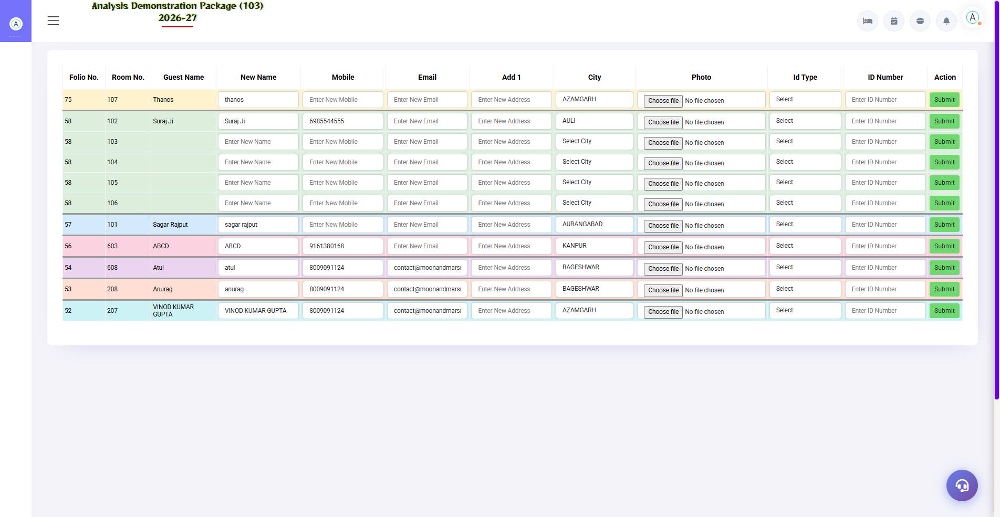 Analysis Demonstration Package (103)
2026-27
A
A
Folio No. Room No. Guest Name New Name Mobile Email Add 1 City Photo Id Type ID Number Action
75 107 Thanos thanos Enter New Mobile Enter New Email Enter New Address AZAMGARH Choose file No file chosen Select Enter ID Number Submit
58 102 Suraj Ji Suraj Ji 6985544555 Enter New Email Enter New Address AULI Choose file No file chosen Select Enter ID Number Submit
58 103 Enter New Name Enter New Mobile Enter New Email Enter New Address Select City Choose file No file chosen Select Enter ID Number Submit
58 104 Enter New Name Enter New Mobile Enter New Email Enter New Address Select City Choose file No file chosen Select Enter ID Number Submit
58 105 Enter New Name Enter New Mobile Enter New Email Enter New Address Select City Choose file No file chosen Select Enter ID Number Submit
58 106 Enter New Name Enter New Mobile Enter New Email Enter New Address Select City Choose file No file chosen Select Enter ID Number Submit
57 101 Sagar Rajput sagar rajput Enter New Mobile Enter New Email Enter New Address AURANGABAD Choose file No file chosen Select Enter ID Number Submit
56 603 ABCD ABCD 9161380168 Enter New Email Enter New Address KANPUR Choose file No file chosen Select Enter ID Number Submit
54 608 Atul atul 8009091124 contact@moonandmars Enter New Address BAGESHWAR Choose file No file chosen Select Enter ID Number Submit
53 208 Anurag anurag 8009091124 contact@moonandmars Enter New Address BAGESHWAR Choose file No file chosen Select Enter ID Number Submit
52 207 VINOD KUMAR GUPTA VINOD KUMAR GUPTA 8009091124 contact@moonandmars Enter New Address AZAMGARH Choose file No file chosen Select Enter ID Number Submit